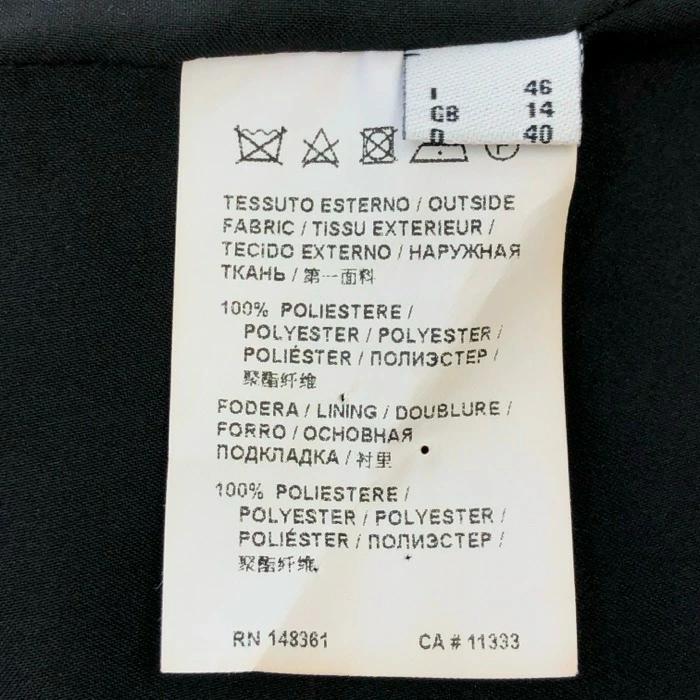 I 46
GB 14
D 40
P
TESSUTO ESTERNO / OUTSIDE
FABRIC / TISSU EXTERIEUR /
TECIDO EXTERNO / НАРУЖНАЯ
ТКАНЬ / 第一面料
100% POLIESTERE /
POLYESTER / POLYESTER /
POLIÉSTER / ПОЛИЭСТЕР /
聚酯纤维
FODERA / LINING / DOUBLURE /
FORRO / ОСНОВНАЯ
ПОДКЛАДКА / 衬里
100% POLIESTERE /
POLYESTER / POLYESTER /
POLIÉSTER / ПОЛИЭСТЕР /
聚酯纤维
RN 148361 CA # 11333